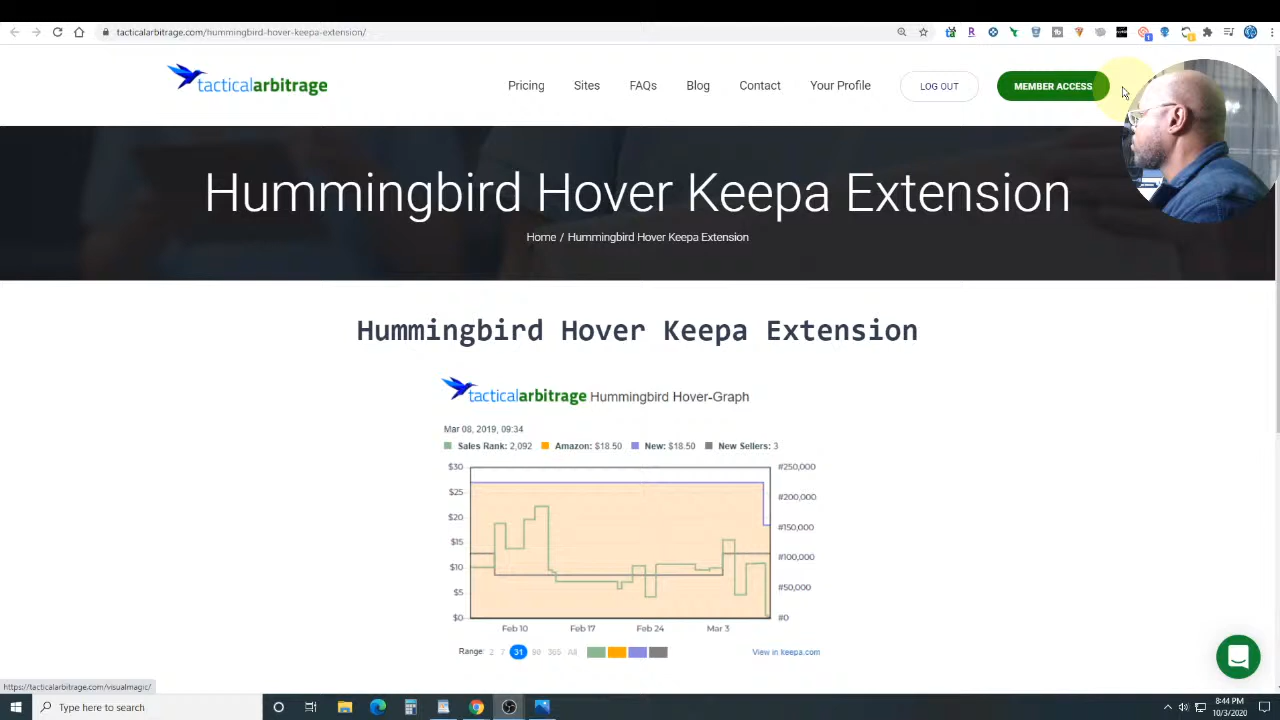 tacticalarbitrage.com/hummingbird-hover-keepa-extension/
tacticalarbitrage
Pricing
Sites
FAQs
Blog
Contact
Your Profile
LOG OUT
MEMBER ACCESS
Hummingbird Hover Keepa Extension
Home / Hummingbird Hover Keepa Extension
Hummingbird Hover Keepa Extension
tacticalarbitrage Hummingbird Hover-Graph
Mar 08, 2019, 09:34
Sales Rank: 2,092 Amazon: $18.50 New: $18.50 New Sellers: 3
$30 #250,000
$25 #200,000
$20
$15 #150,000
$10 #100,000
$5 #50,000
$0 #0
Feb 10 Feb 17 Feb 24 Mar 3
Range: 2 7 31 90 365 All
View in keepa.com
https://tacticalarbitrage.com/visualmagic/
Type here to search
8:44 PM
10/3/2020